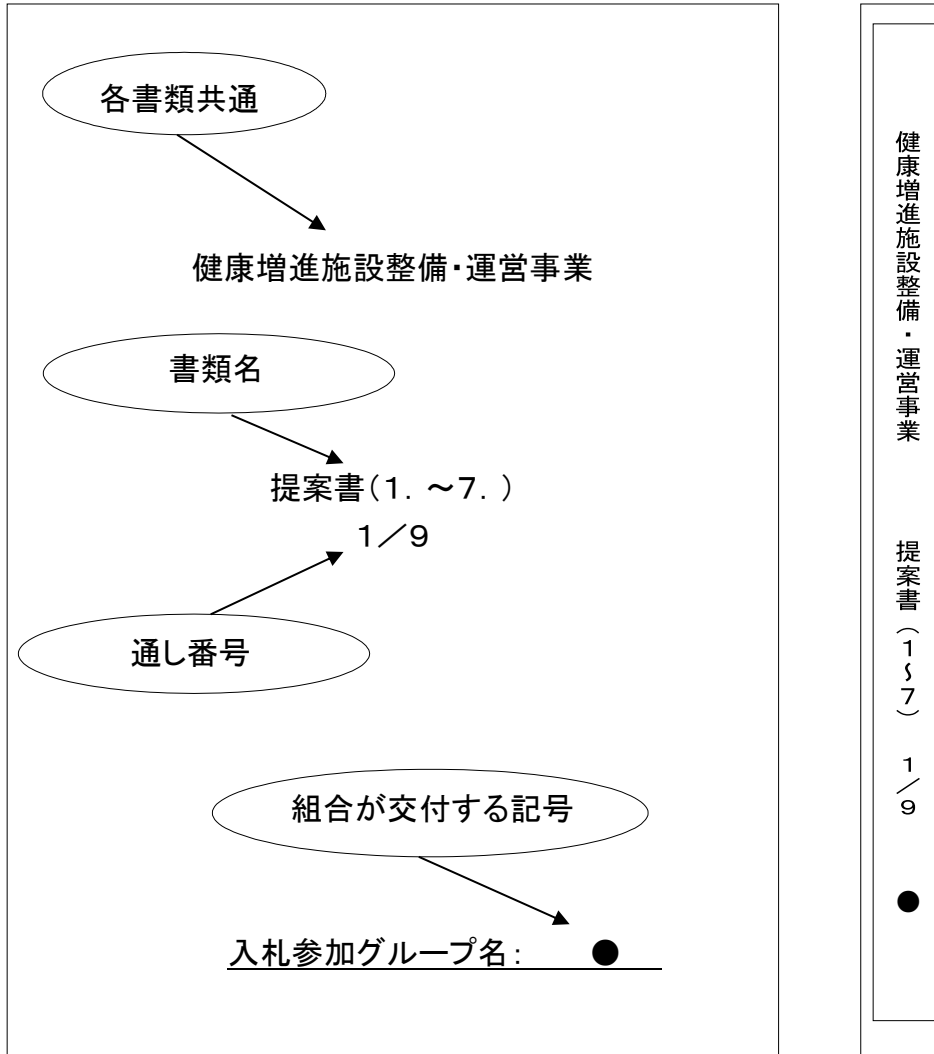 各書類共通
健康増進施設整備・運営事業
書類名
提案書(1. ～7. )
1／9
通し番号
組合が交付する記号
入札参加グループ名: ●
健康増進施設整備・運営事業 提案書(1～7) 1／9 ●